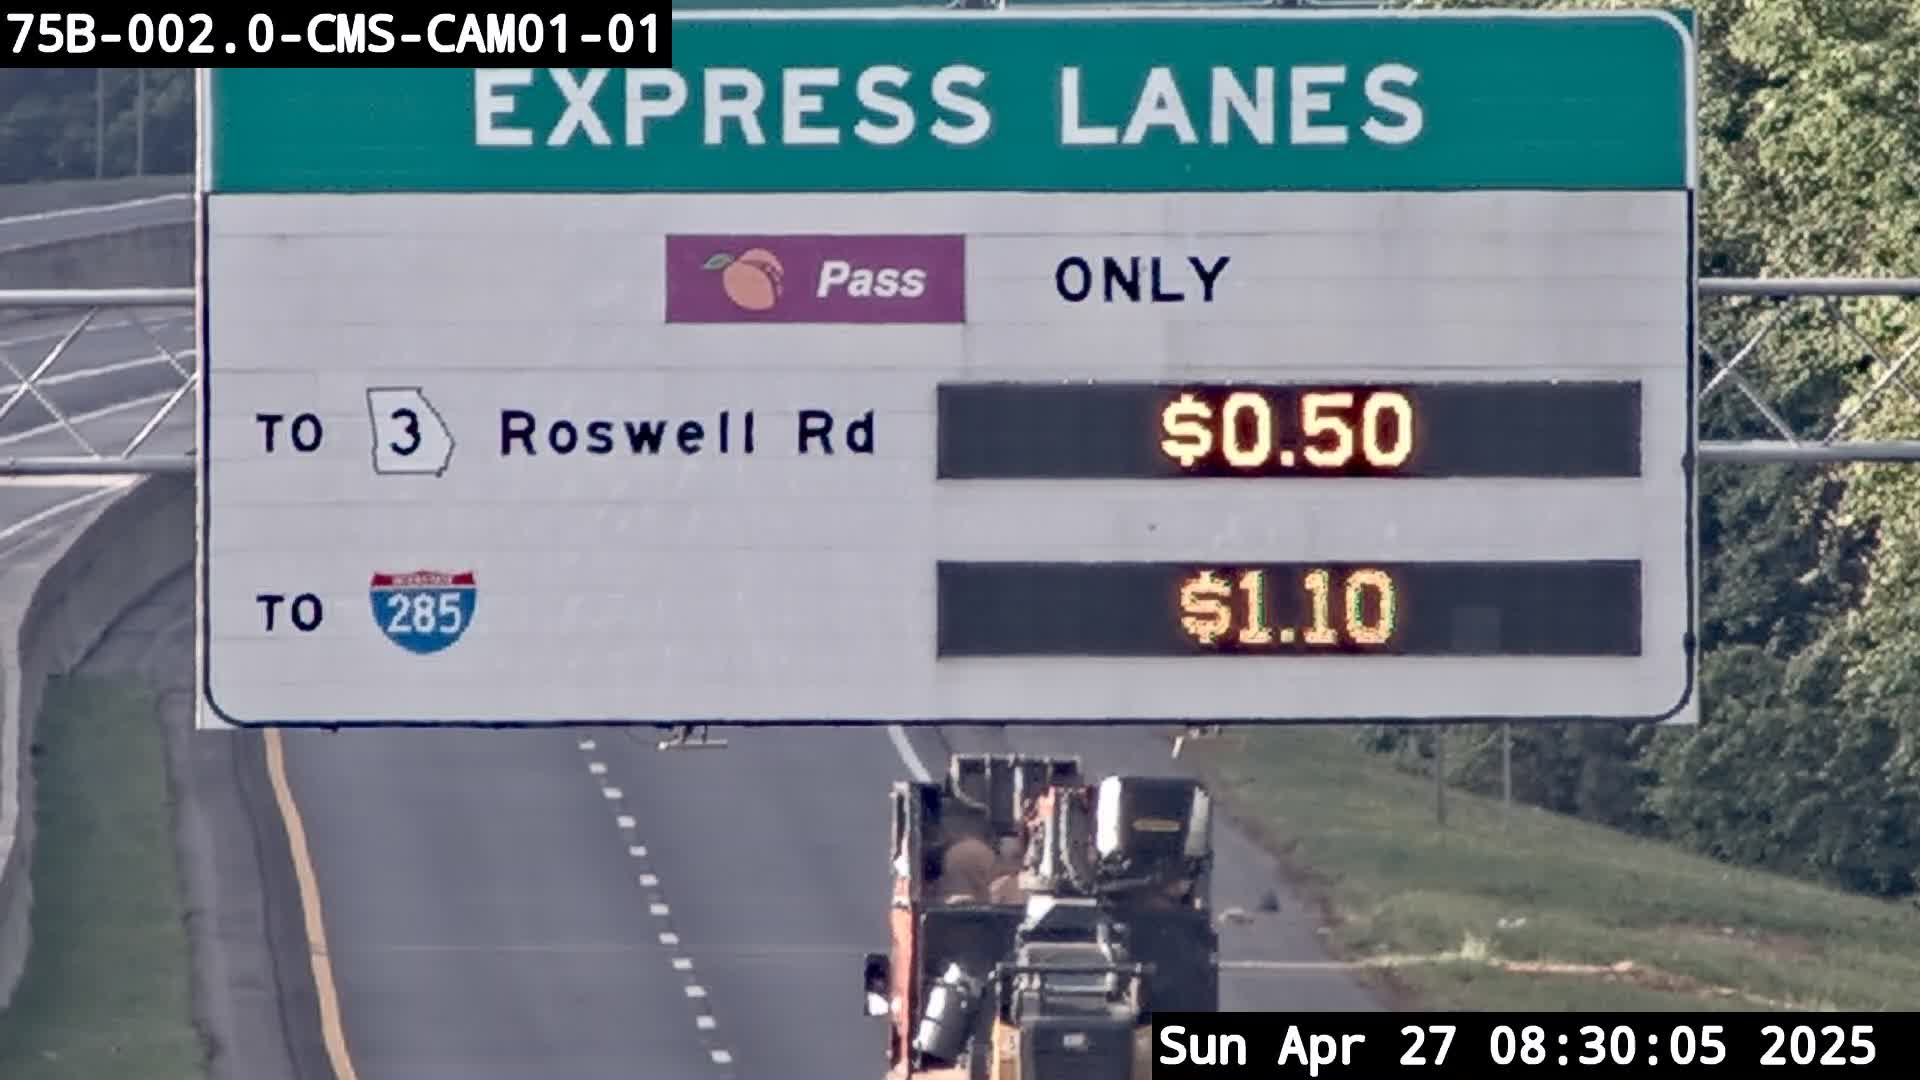 75B-002.0-CMS-CAM01-01
EXPRESS LANES
Pass ONLY
TO 3 Roswell Rd $0.50
TO INTERSTATE 285 $1.10
Sun Apr 27 08:30:05 2025